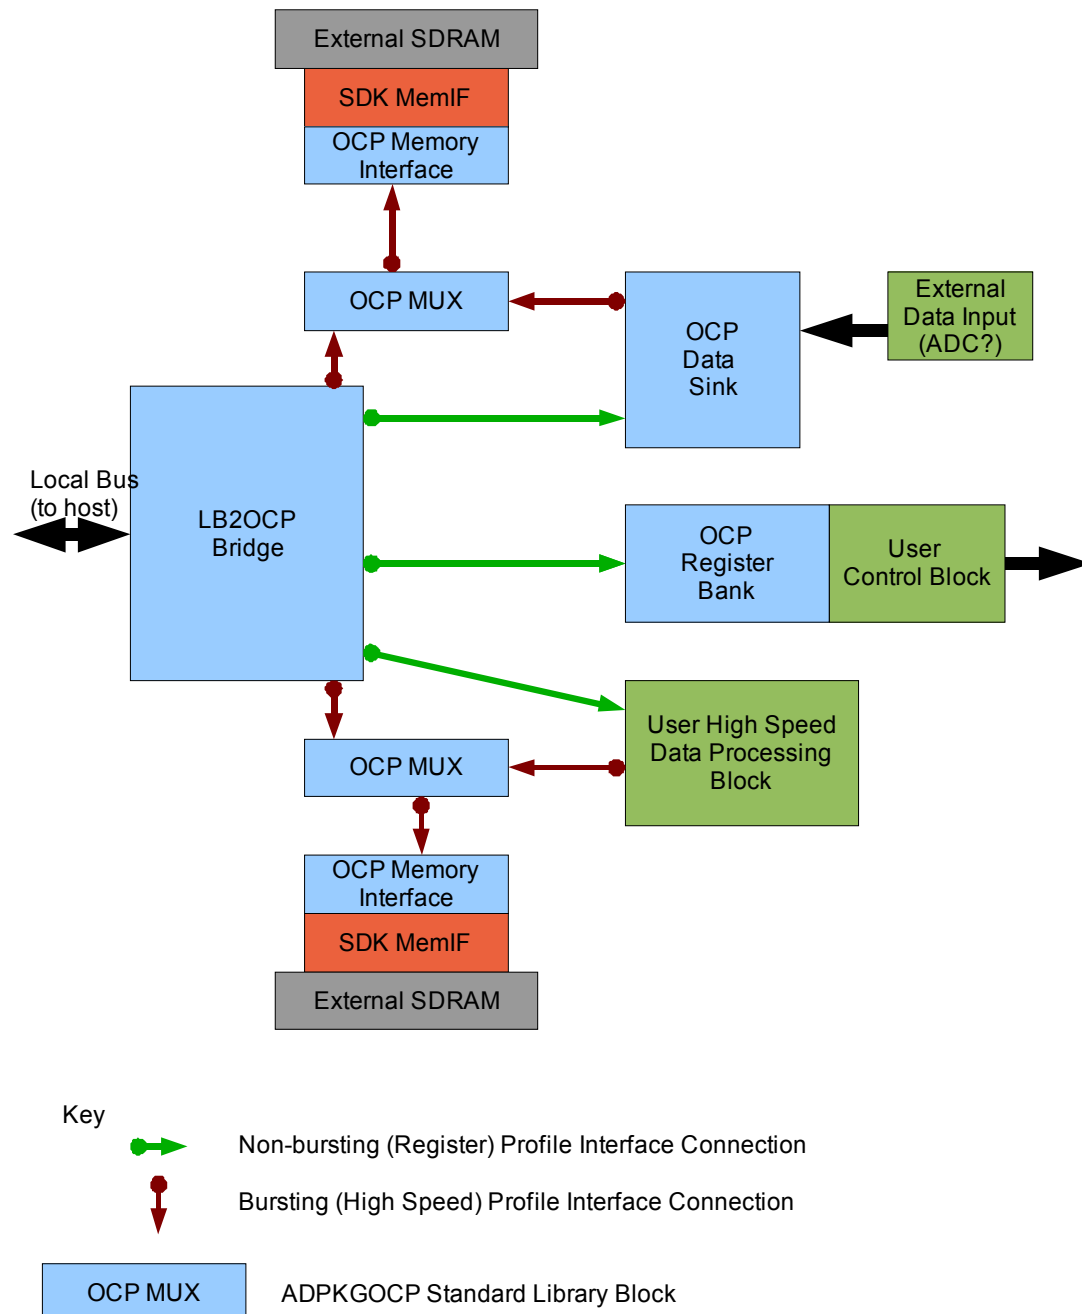 External SDRAM
SDK MemIF
OCP Memory
Interface
OCP MUX
OCP
Data
Sink
External
Data Input
(ADC?)
Local Bus
(to host)
LB2OCP
Bridge
OCP
Register
Bank
User
Control Block
User High Speed
Data Processing
Block
OCP MUX
OCP Memory
Interface
SDK MemIF
External SDRAM
Key
Non-bursting (Register) Profile Interface Connection
Bursting (High Speed) Profile Interface Connection
OCP MUX
ADPKGOCP Standard Library Block